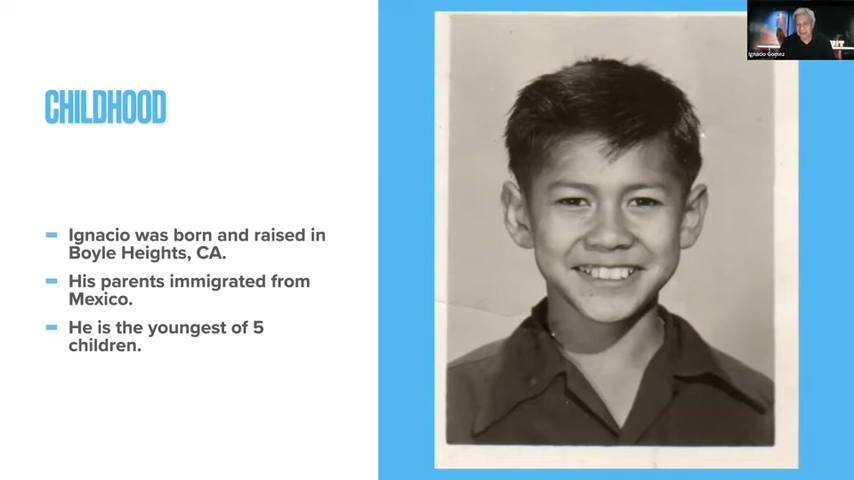 CHILDHOOD
Ignacio was born and raised in
Boyle Heights, CA.
His parents immigrated from
Mexico.
He is the youngest of 5
children.
Ignacio Gomez